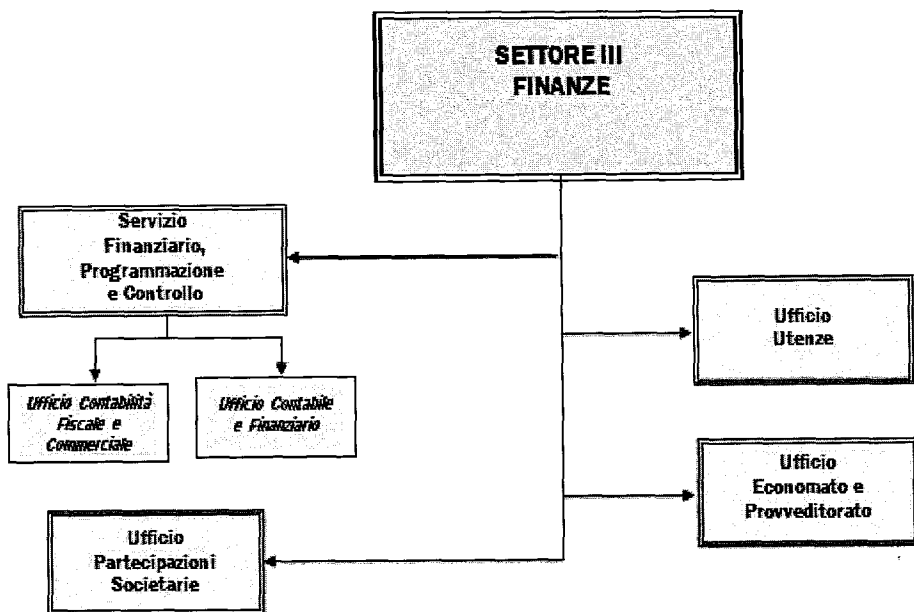 SETTORE III
FINANZE
Servizio
Finanziario,
Programmazione
e Controllo
Ufficio
Utenze
Ufficio Contabilità
Fiscale e
Commerciale
Ufficio Contabile
e Finanziario
Ufficio
Economato e
Provveditorato
Ufficio
Partecipazioni
Societarie